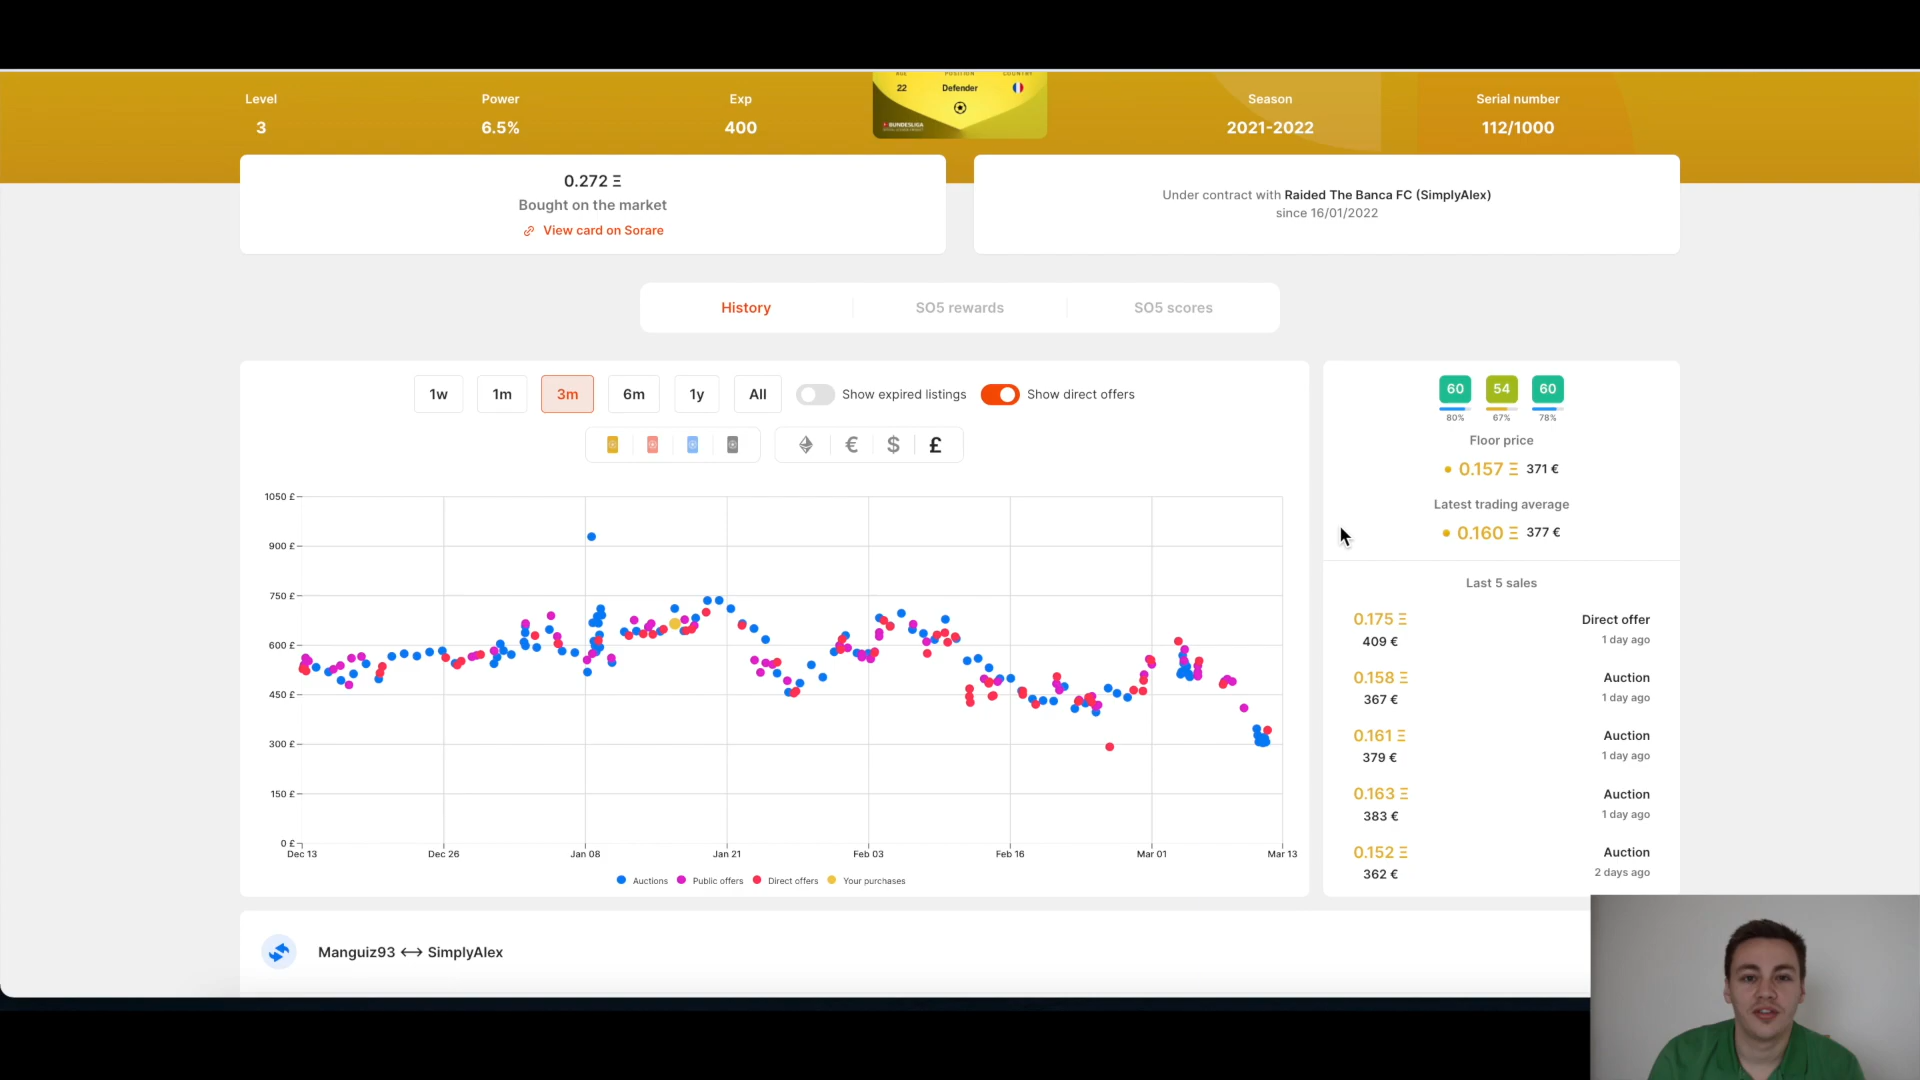 AGE POSITION COUNTRY
22 Defender
BUNDESLIGA
Level
3
Power
6.5%
Exp
400
Season
2021-2022
Serial number
112/1000
0.272 Ξ
Bought on the market
View card on Sorare
Under contract with Raided The Banca FC (SimplyAlex)
since 16/01/2022
History
SO5 rewards
SO5 scores
1w
1m
3m
6m
1y
All
Show expired listings
Show direct offers
€
$
£
1050 £
900 £
750 £
600 £
450 £
300 £
150 £
0 £
Dec 13
Dec 26
Jan 08
Jan 21
Feb 03
Feb 16
Mar 01
Mar 13
Auctions
Public offers
Direct offers
Your purchases
60
54
60
80%
67%
78%
Floor price
0.157 Ξ 371 €
Latest trading average
0.160 Ξ 377 €
Last 5 sales
0.175 Ξ
Direct offer
409 €
1 day ago
0.158 Ξ
Auction
367 €
1 day ago
0.161 Ξ
Auction
379 €
1 day ago
0.163 Ξ
Auction
383 €
1 day ago
0.152 Ξ
Auction
362 €
2 days ago
Manguiz93 ⟷ SimplyAlex